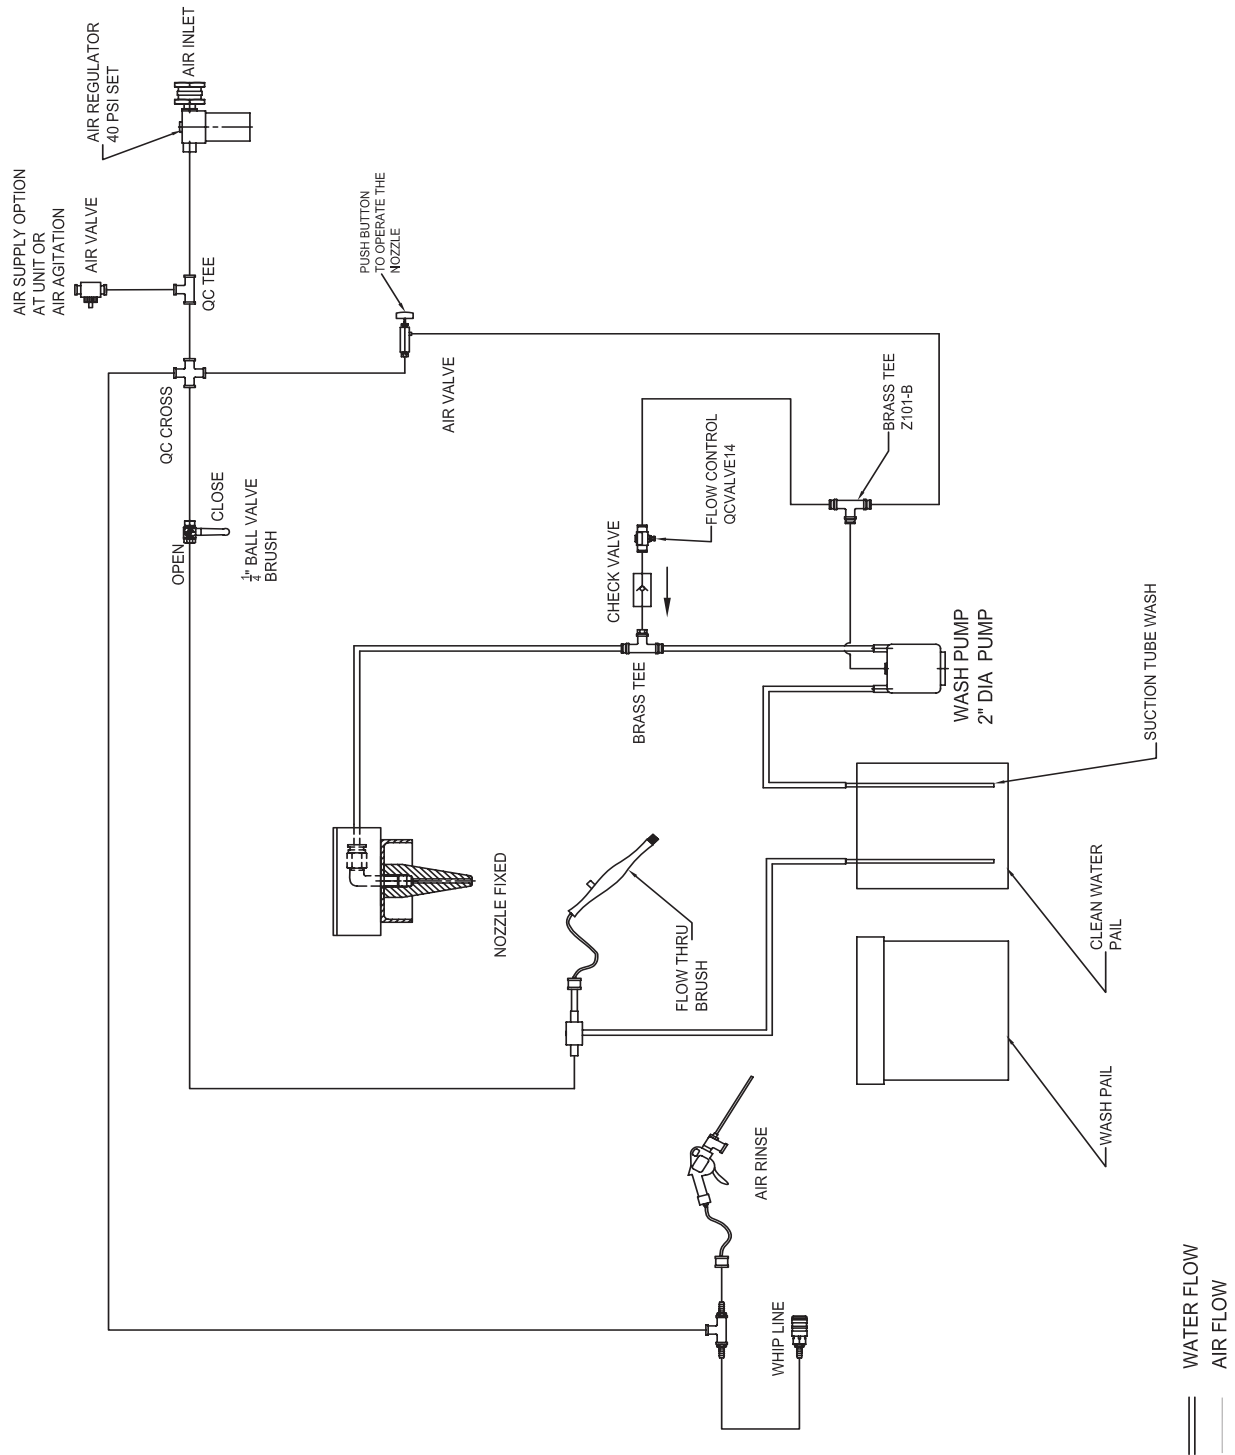 AIR SUPPLY OPTION
AT UNIT OR
AIR AGITATION
AIR VALVE
AIR REGULATOR
40 PSI SET
AIR INLET
QC TEE
QC CROSS
PUSH BUTTON
TO OPERATE THE
NOZZLE
AIR VALVE
OPEN
CLOSE
1/4" BALL VALVE
BRUSH
CHECK VALVE
FLOW CONTROL
QCVALVE14
BRASS TEE
Z101-B
BRASS TEE
WASH PUMP
2" DIA PUMP
SUCTION TUBE WASH
NOZZLE FIXED
FLOW THRU
BRUSH
CLEAN WATER
PAIL
WASH PAIL
AIR RINSE
WHIP LINE
WATER FLOW
AIR FLOW